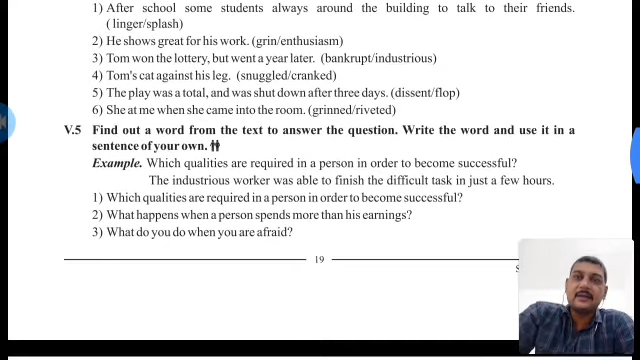 1) After school some students always around the building to talk to their friends.
(linger/splash)
2) He shows great for his work. (grin/enthusiasm)
3) Tom won the lottery, but went a year later. (bankrupt/industrious)
4) Tom's cat against his leg. (snuggled/cranked)
5) The play was a total, and was shut down after three days. (dissent/flop)
6) She at me when she came into the room. (grinned/riveted)
V.5 Find out a word from the text to answer the question. Write the word and use it in a
sentence of your own.
Example. Which qualities are required in a person in order to become successful?
The industrious worker was able to finish the difficult task in just a few hours.
1) Which qualities are required in a person in order to become successful?
2) What happens when a person spends more than his earnings?
3) What do you do when you are afraid?
19